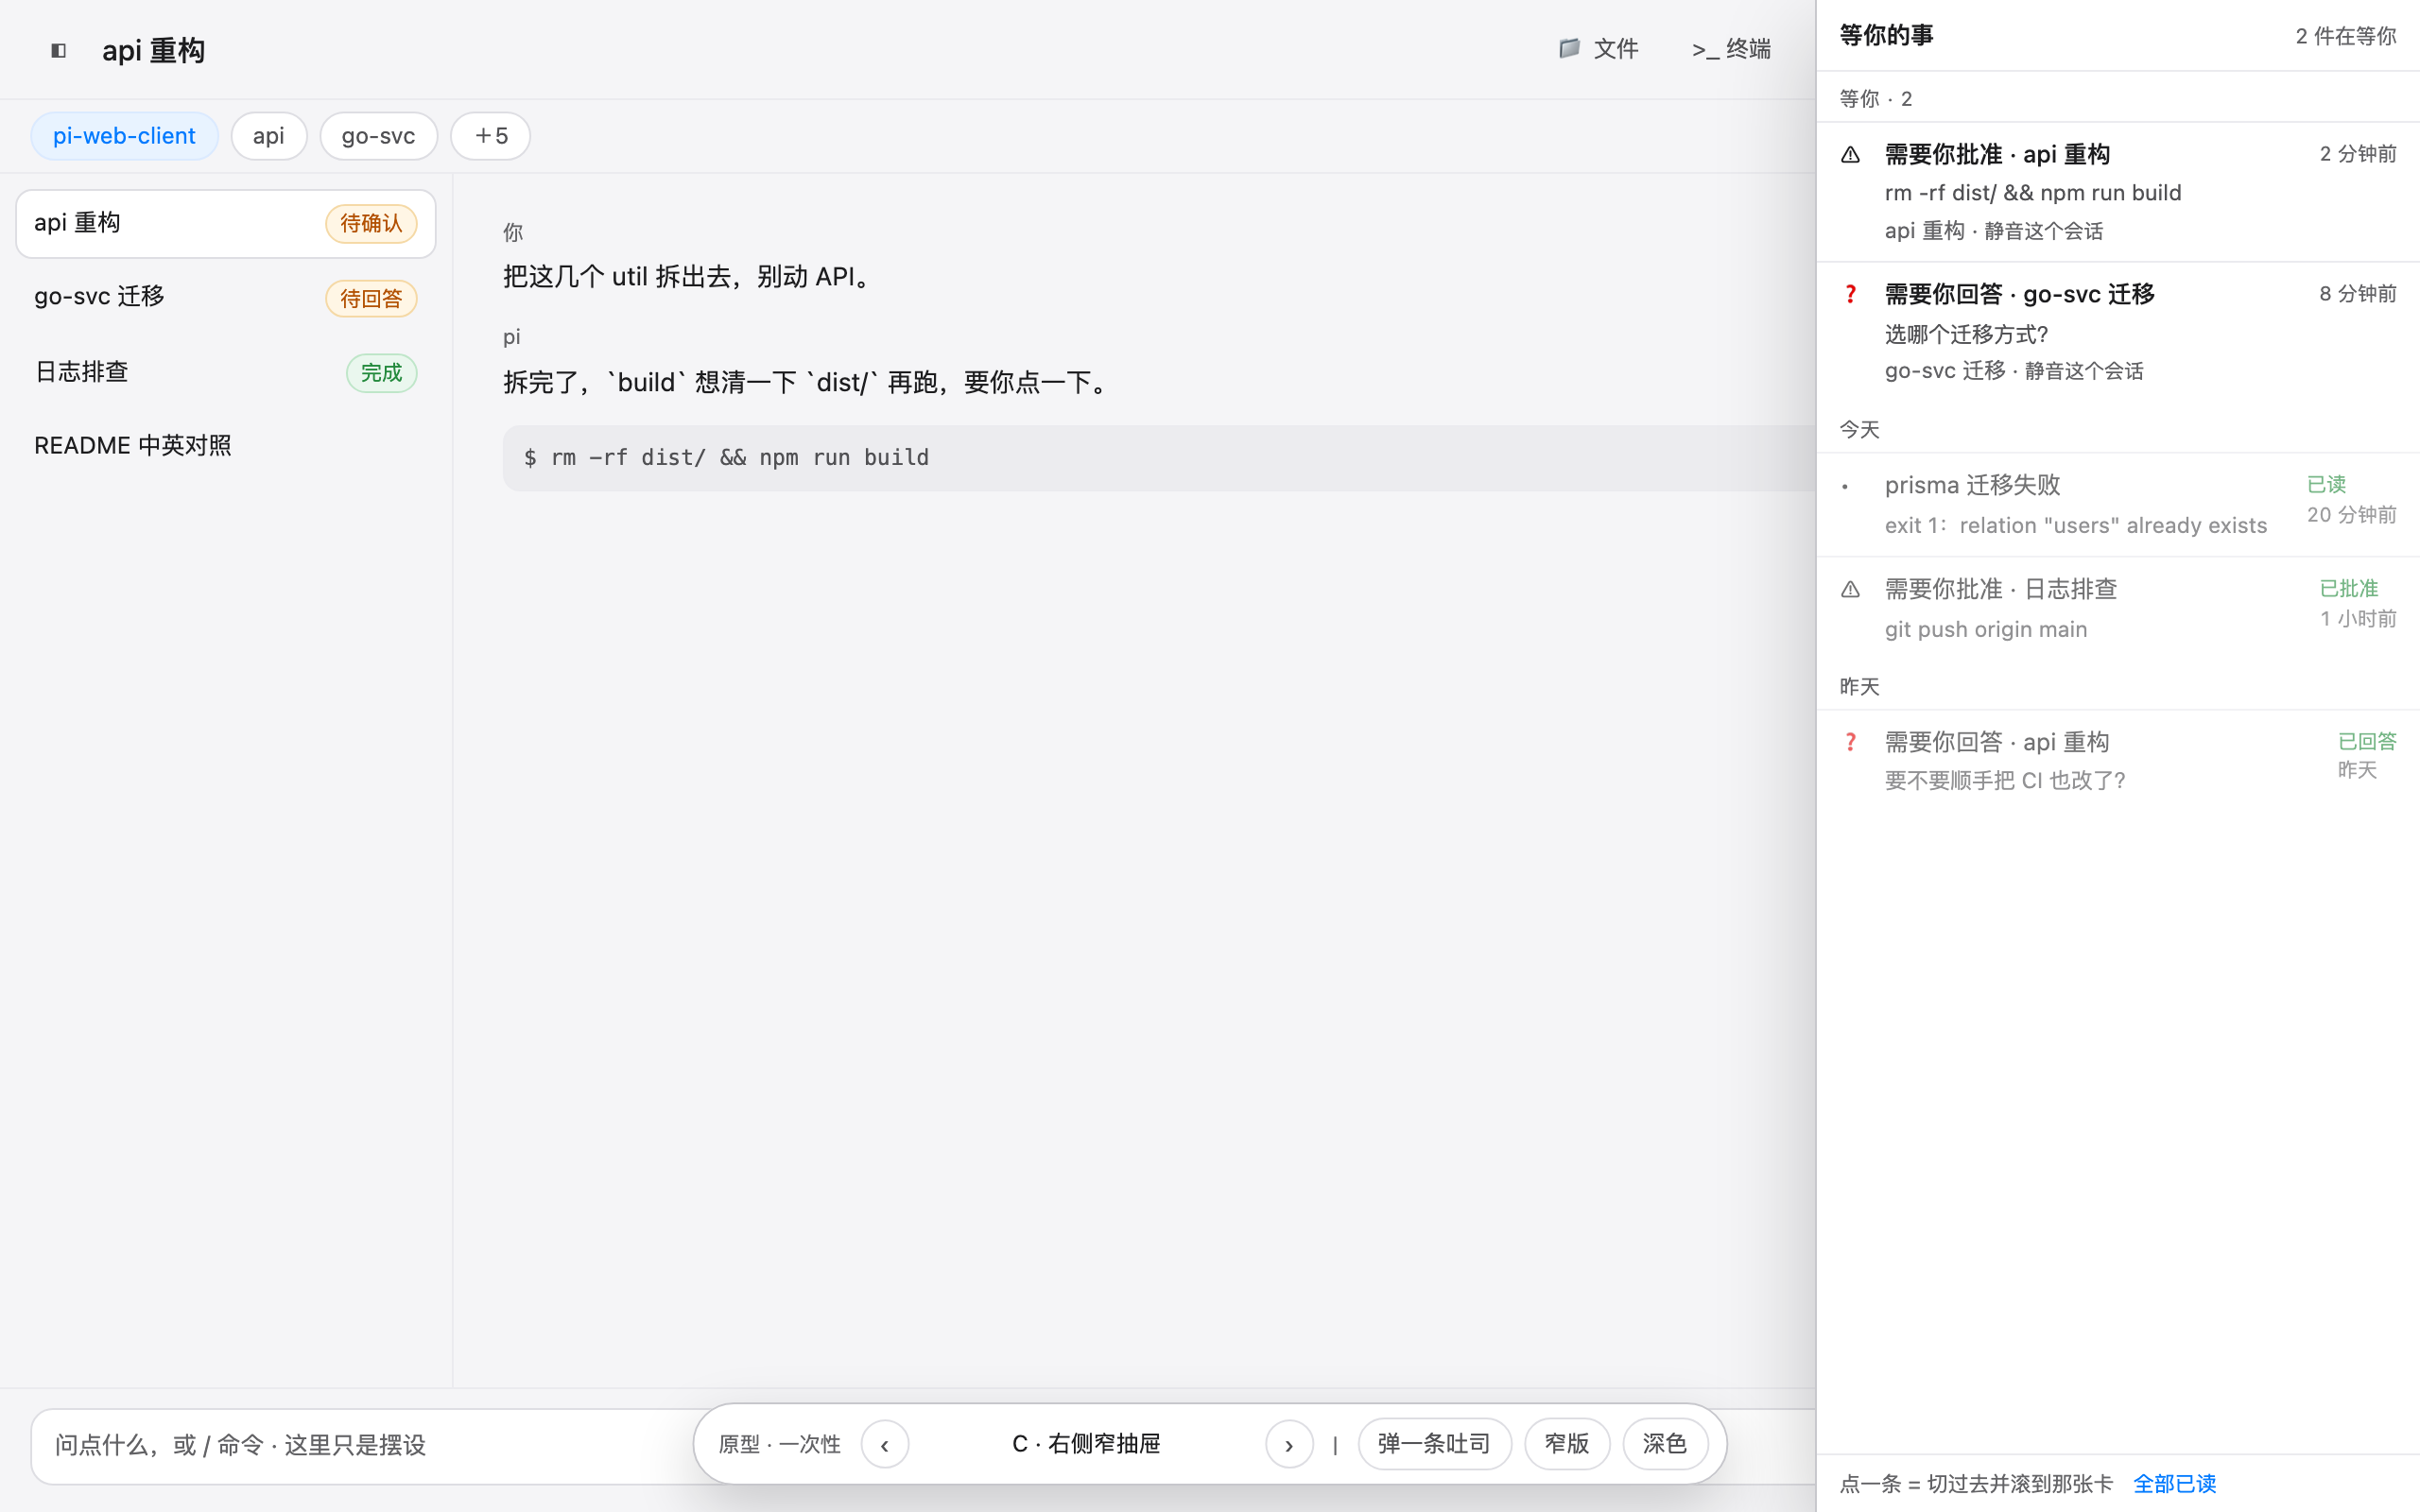 api 重构
文件
>_ 终端
pi-web-client
api
go-svc
+5
api 重构
待确认
go-svc 迁移
待回答
日志排查
完成
README 中英对照
你
把这几个 util 拆出去，别动 API。
pi
拆完了，`build` 想清一下 `dist/` 再跑，要你点一下。
$ rm -rf dist/ && npm run build
问点什么，或 / 命令 · 这里只是摆设
原型 · 一次性
‹
C · 右侧窄抽屉
›
|
弹一条吐司
窄版
深色
等你的事
2 件在等你
等你 · 2
需要你批准 · api 重构
2 分钟前
rm -rf dist/ && npm run build
api 重构 · 静音这个会话
❓ 需要你回答 · go-svc 迁移
8 分钟前
选哪个迁移方式？
go-svc 迁移 · 静音这个会话
今天
· prisma 迁移失败
已读
exit 1：relation "users" already exists
20 分钟前
需要你批准 · 日志排查
已批准
git push origin main
1 小时前
昨天
❓ 需要你回答 · api 重构
已回答
要不要顺手把 CI 也改了？
昨天
点一条 = 切过去并滚到那张卡
全部已读